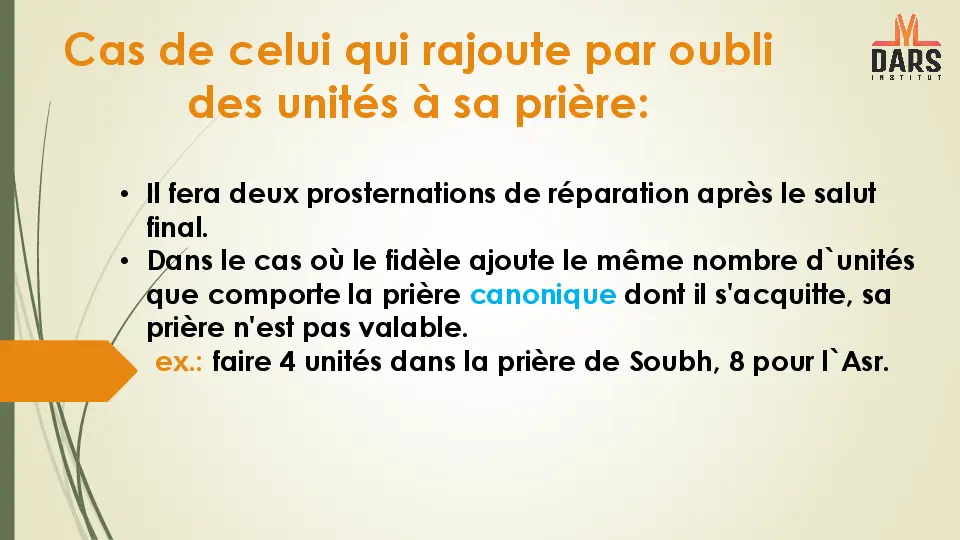 Cas de celui qui rajoute par oubli
des unités à sa prière:
DARS
INSTITUT
• Il fera deux prosternations de réparation après le salut
final.
• Dans le cas où le fidèle ajoute le même nombre d`unités
que comporte la prière canonique dont il s'acquitte, sa
prière n'est pas valable.
ex.: faire 4 unités dans la prière de Soubh, 8 pour l`Asr.